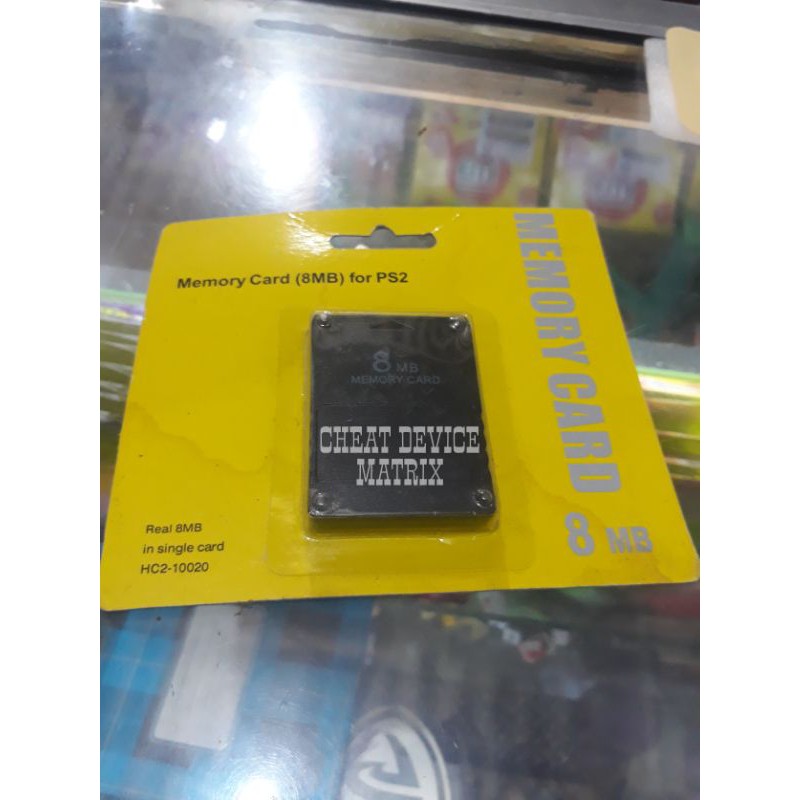 Memory Card (8MB) for PS2
MEMORY CARD
8 MB
8 MB
MEMORY CARD
CHEAT DEVICE
MATRIX
Real 8MB
in single card
HC2-10020